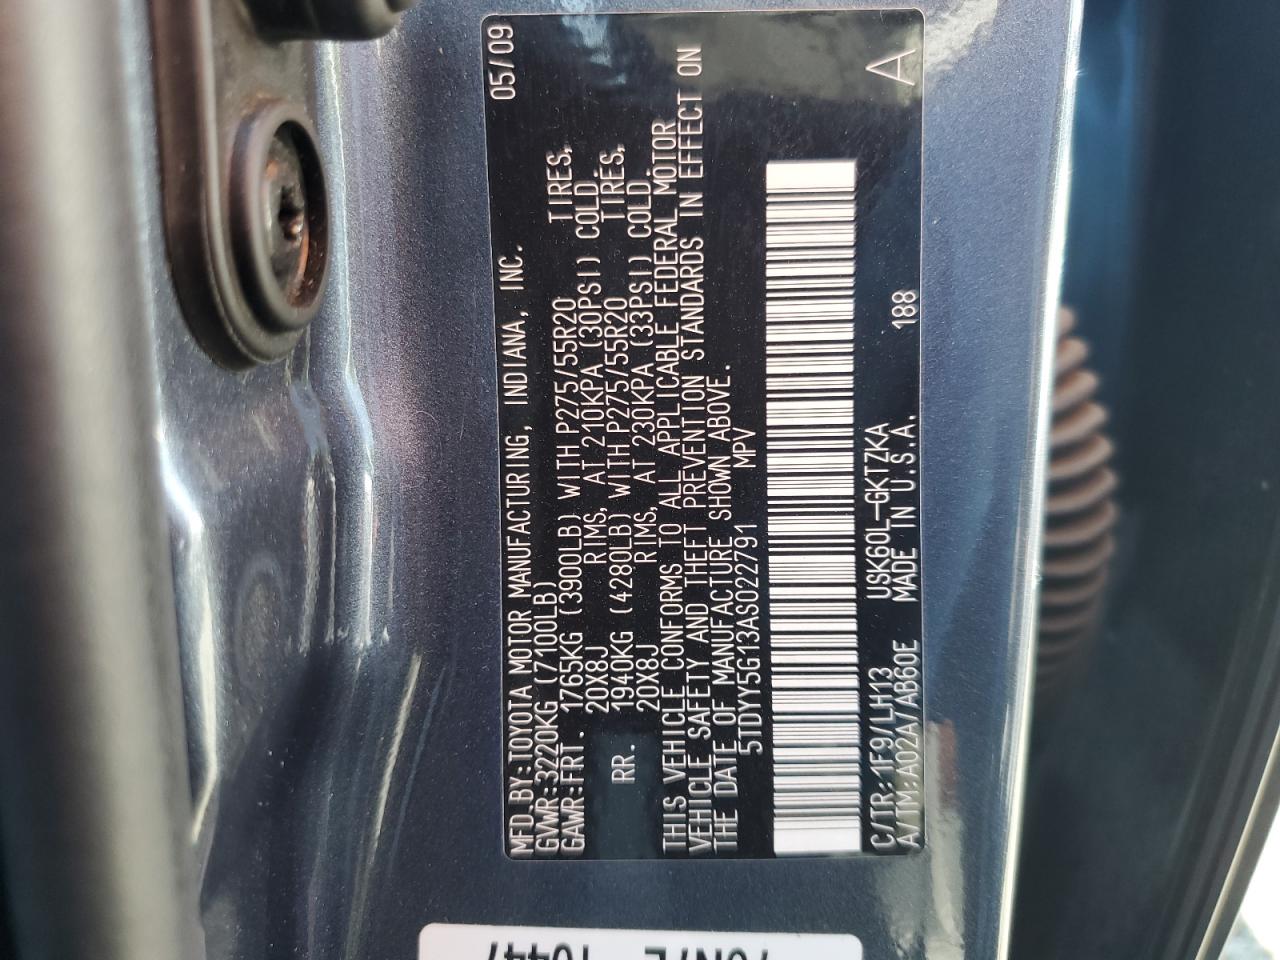 MFD.BY:TOYOTA MOTOR MANUFACTURING, INDIANA, INC. 05/09
GVWR:3220KG(7100LB)
GAWR:FRT. 1765KG (3900LB) WITH P275/55R20 TIRES,
20X8J RIMS, AT 210KPA(30PSI) COLD.
RR. 1940KG (4280LB) WITH P275/55R20 TIRES,
20X8J RIMS, AT 230KPA(33PSI) COLD.
THIS VEHICLE CONFORMS TO ALL APPLICABLE FEDERAL MOTOR
VEHICLE SAFETY AND THEFT PREVENTION STANDARDS IN EFFECT ON
THE DATE OF MANUFACTURE SHOWN ABOVE.
5TDYY5G13AS022791 MPV
C/TR:1F9/LH13 USK60L-GKTZKA
A/TM:A02A/AB60E MADE IN U.S.A. 188 A